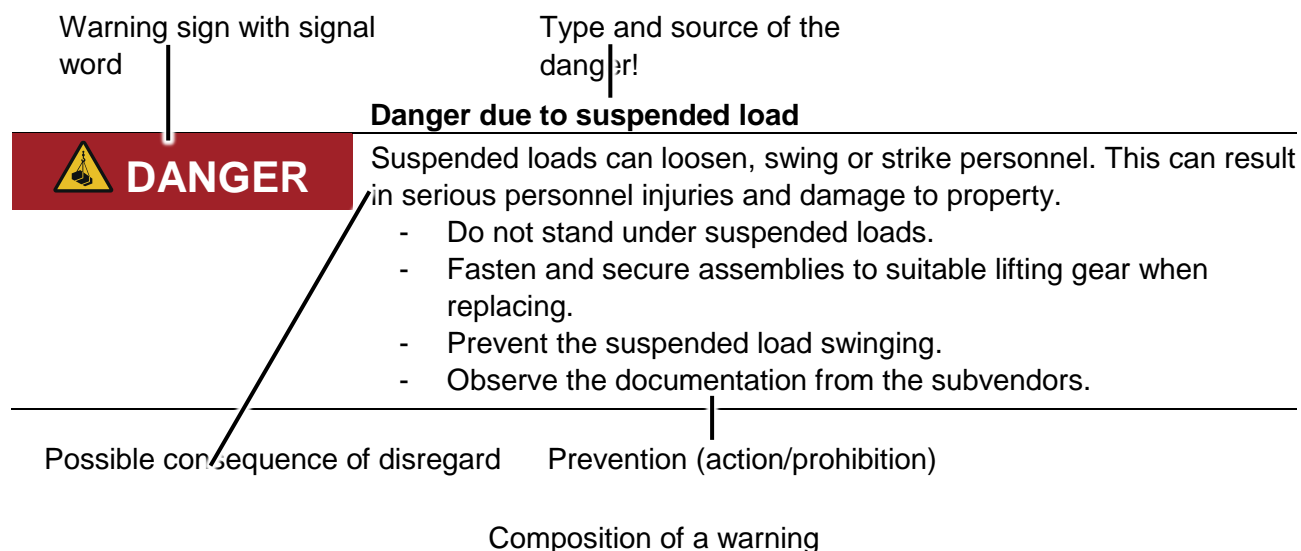 Warning sign with signal
word
Type and source of the
danger!
Danger due to suspended load
DANGER
Suspended loads can loosen, swing or strike personnel. This can result
in serious personnel injuries and damage to property.
- Do not stand under suspended loads.
- Fasten and secure assemblies to suitable lifting gear when
replacing.
- Prevent the suspended load swinging.
- Observe the documentation from the subvendors.
Possible consequence of disregard
Prevention (action/prohibition)
Composition of a warning